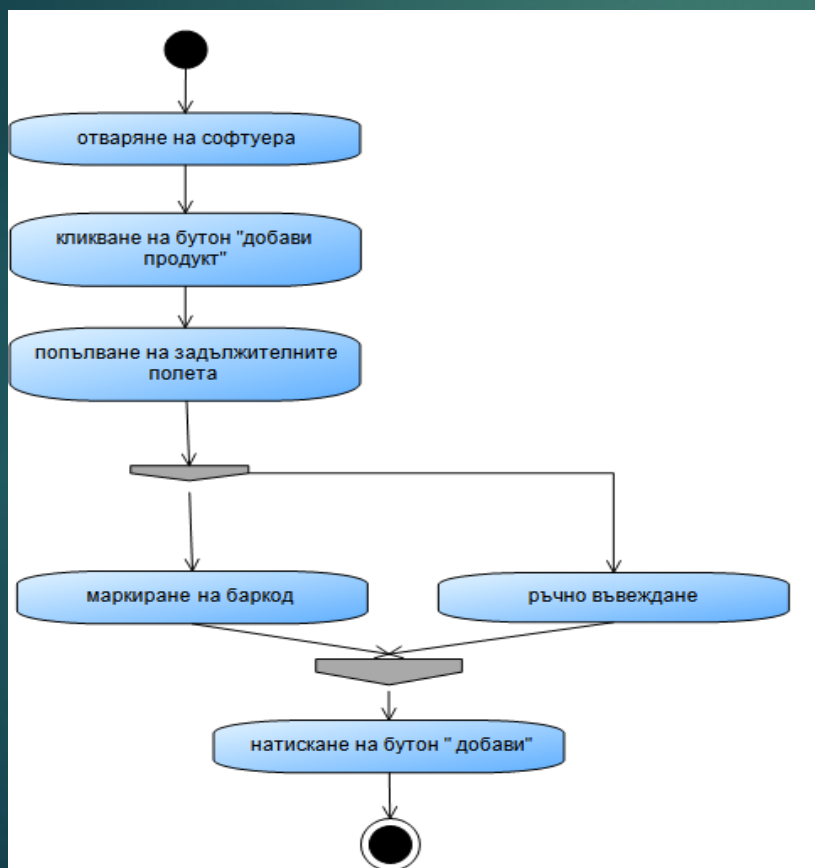 отваряне на софтуера
кликване на бутон "добави
продукт"
попълване на задължителните
полета
маркиране на баркод
ръчно въвеждане
натискане на бутон " добави"